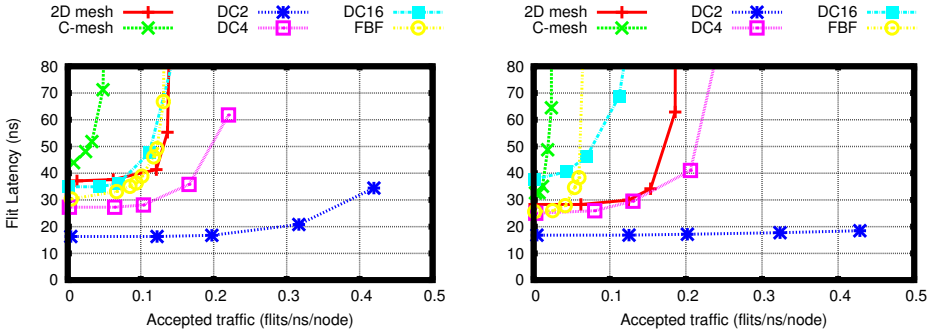 2D mesh DC2 DC16 2D mesh DC2 DC16
C-mesh DC4 FBF C-mesh DC4 FBF
80 80
70 70
60 60
50 50
40 40
30 30
20 20
10 10
0 0
Flit Latency (ns)
0 0.1 0.2 0.3 0.4 0.5 0 0.1 0.2 0.3 0.4 0.5
Accepted traffic (flits/ns/node) Accepted traffic (flits/ns/node)